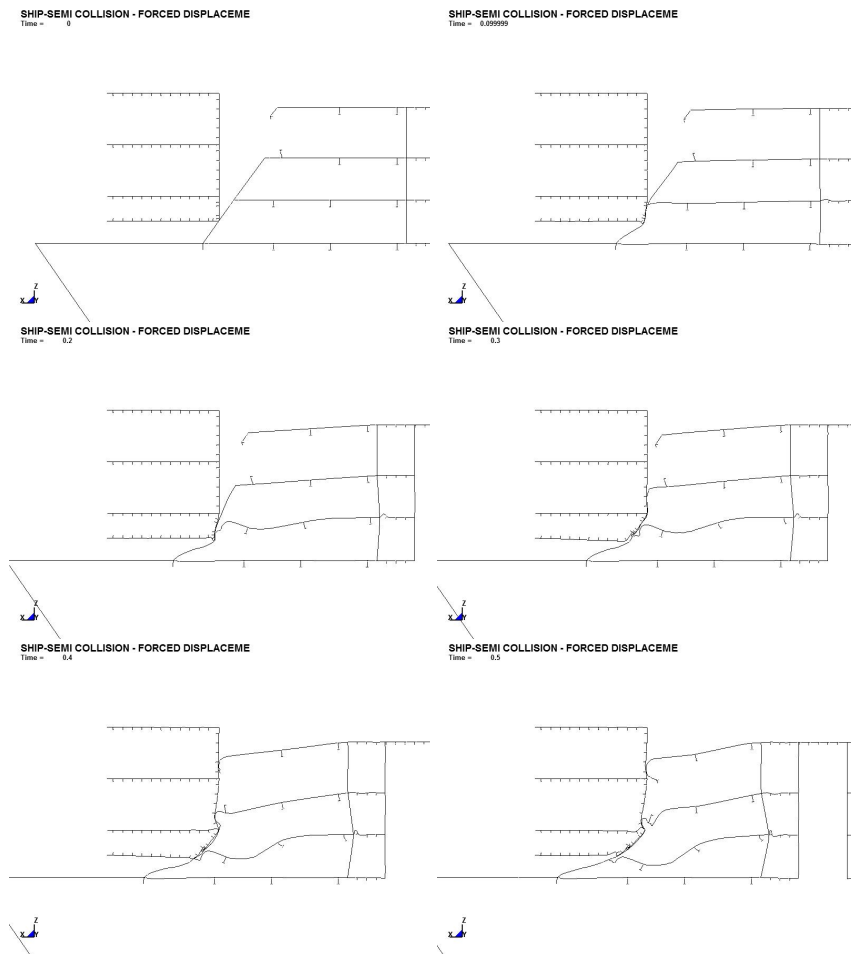 SHIP-SEMI COLLISION - FORCED DISPLACEME
Time = 0
Z
X Y
SHIP-SEMI COLLISION - FORCED DISPLACEME
Time = 0.099999
Z
X Y
SHIP-SEMI COLLISION - FORCED DISPLACEME
Time = 0.2
Z
X Y
SHIP-SEMI COLLISION - FORCED DISPLACEME
Time = 0.3
Z
X Y
SHIP-SEMI COLLISION - FORCED DISPLACEME
Time = 0.4
Z
X Y
SHIP-SEMI COLLISION - FORCED DISPLACEME
Time = 0.5
Z
X Y